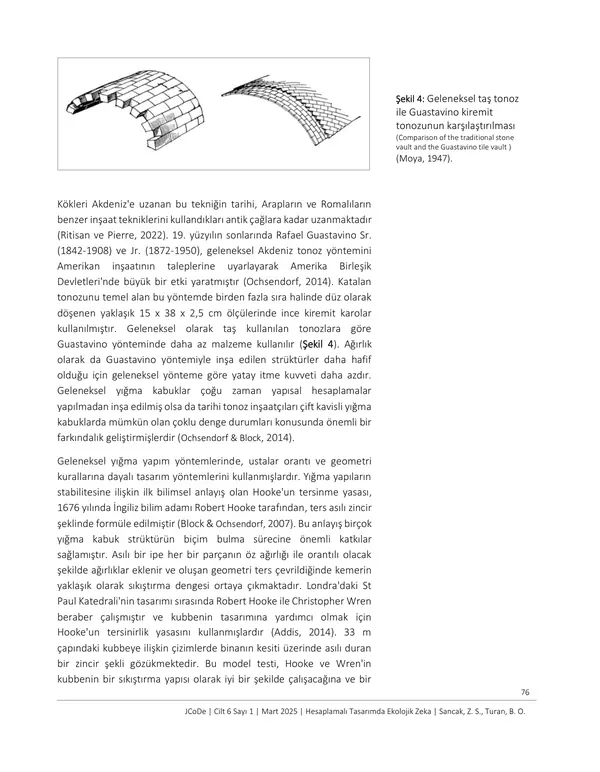 Şekil 4: Geleneksel taş tonoz
ile Guastavino kiremit
tonozunun karşılaştırılması
(Comparison of the traditional stone
vault and the Guastavino tile vault )
(Moya, 1947).
Kökleri Akdeniz'e uzanan bu tekniğin tarihi, Arapların ve Romalıların
benzer inşaat tekniklerini kullandıkları antik çağlara kadar uzanmaktadır
(Ritisan ve Pierre, 2022). 19. yüzyılın sonlarında Rafael Guastavino Sr.
(1842-1908) ve Jr. (1872-1950), geleneksel Akdeniz tonoz yöntemini
Amerikan inşaatının taleplerine uyarlayarak Amerika Birleşik
Devletleri'nde büyük bir etki yaratmıştır (Ochsendorf, 2014). Katalan
tonozunu temel alan bu yöntemde birden fazla sıra halinde düz olarak
döşenen yaklaşık 15 x 38 x 2,5 cm ölçülerinde ince kiremit karolar
kullanılmıştır. Geleneksel olarak taş kullanılan tonozlara göre
Guastavino yönteminde daha az malzeme kullanılır (Şekil 4). Ağırlık
olarak da Guastavino yöntemiyle inşa edilen strüktürler daha hafif
olduğu için geleneksel yönteme göre yatay itme kuvveti daha azdır.
Geleneksel yığma kabuklar çoğu zaman yapısal hesaplamalar
yapılmadan inşa edilmiş olsa da tarihi tonoz inşaatçıları çift kavisli yığma
kabuklarda mümkün olan çoklu denge durumları konusunda önemli bir
farkındalık geliştirmişlerdir (Ochsendorf & Block, 2014).
Geleneksel yığma yapım yöntemlerinde, ustalar orantı ve geometri
kurallarına dayalı tasarım yöntemlerini kullanmışlardır. Yığma yapıların
stabilitesine ilişkin ilk bilimsel anlayış olan Hooke'un tersinme yasası,
1676 yılında İngiliz bilim adamı Robert Hooke tarafından, ters asılı zincir
şeklinde formüle edilmiştir (Block & Ochsendorf, 2007). Bu anlayış birçok
yığma kabuk strüktürün biçim bulma sürecine önemli katkılar
sağlamıştır. Asılı bir ipe her bir parçanın öz ağırlığı ile orantılı olacak
şekilde ağırlıklar eklenir ve oluşan geometri ters çevrildiğinde kemerin
yaklaşık olarak sıkıştırma dengesi ortaya çıkmaktadır. Londra'daki St
Paul Katedrali'nin tasarımı sırasında Robert Hooke ile Christopher Wren
beraber çalışmıştır ve kubbenin tasarımına yardımcı olmak için
Hooke'un tersinirlik yasasını kullanmışlardır (Addis, 2014). 33 m
çapındaki kubbeye ilişkin çizimlerde binanın kesiti üzerinde asılı duran
bir zincir şekli gözükmektedir. Bu model testi, Hooke ve Wren'in
kubbenin bir sıkıştırma yapısı olarak iyi bir şekilde çalışacağına ve bir
76
JCoDe | Cilt 6 Sayı 1 | Mart 2025 | Hesaplamalı Tasarımda Ekolojik Zeka | Sancak, Z. S., Turan, B. O.